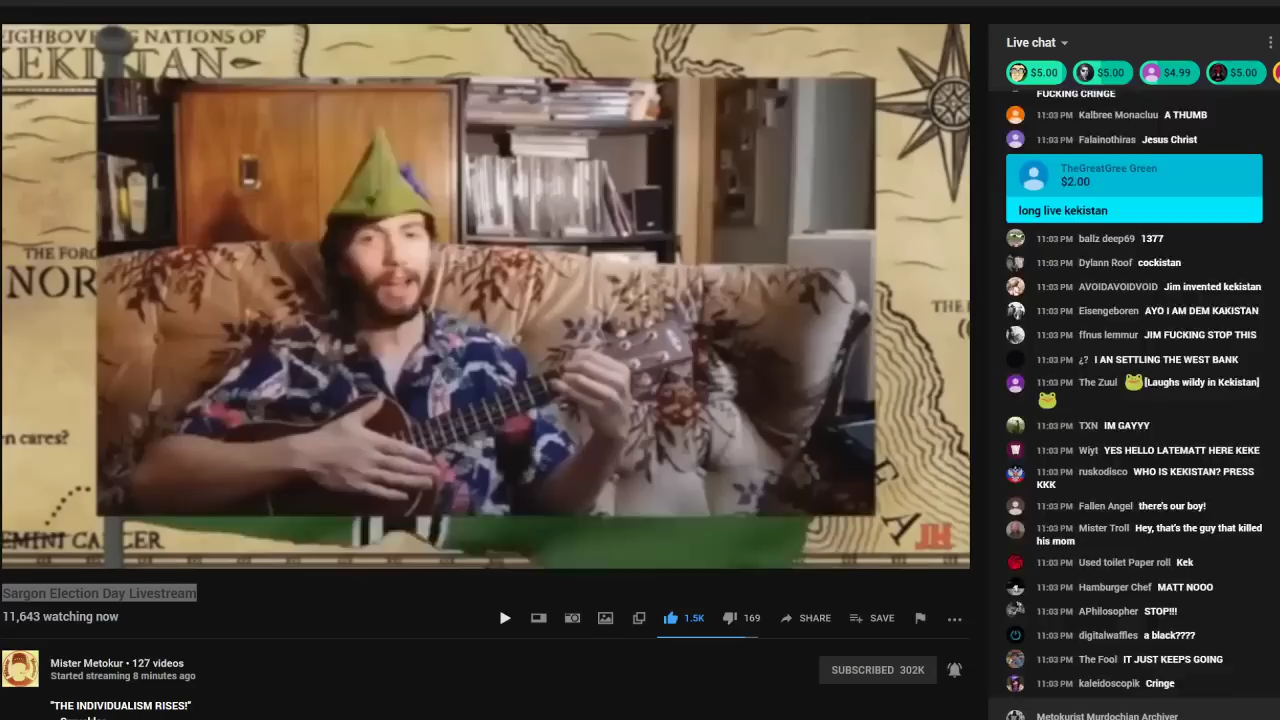 EIGHBOVE NG NATIONS OF
KEKISTAN
THE FORG
NOR
THE
n cares?
EMINI CANCER
JH
Sargon Election Day Livestream
11,643 watching now
1.5K
169
SHARE
SAVE
...
Mister Metokur • 127 videos
Started streaming 8 minutes ago
SUBSCRIBED 302K
"THE INDIVIDUALISM RISES!"
Live chat
$5.00
$5.00
$4.99
$5.00
FUCKING CRINGE
11:03 PM Kalbree Monacluu A THUMB
11:03 PM Falainothiras Jesus Christ
TheGreatGree Green
$2.00
long live kekistan
11:03 PM ballz deep69 1377
11:03 PM Dylann Roof cockistan
11:03 PM AVOIDAVOIDVOID Jim invented kekistan
11:03 PM Eisengeboren AYO I AM DEM KAKISTAN
11:03 PM ffnus lemmur JIM FUCKING STOP THIS
11:03 PM ¿? I AM SETTLING THE WEST BANK
11:03 PM The Zuul 🐸[Laughs wildy in Kekistan]
🐸
11:03 PM TXN IM GAYYY
11:03 PM Wiyt YES HELLO LATEMATT HERE KEKE
11:03 PM ruskodisco WHO IS KEKISTAN? PRESS
KKK
11:03 PM Fallen Angel there's our boy!
11:03 PM Mister Troll Hey, that's the guy that killed
his mom
11:03 PM Used toilet Paper roll Kek
11:03 PM Hamburger Chef MATT NOOO
11:03 PM APhilosopher STOP!!!
11:03 PM digitalwaffles a black????
11:03 PM The Fool IT JUST KEEPS GOING
11:03 PM kaleidoscopik Cringe
Metokurist Murdochian Archiver